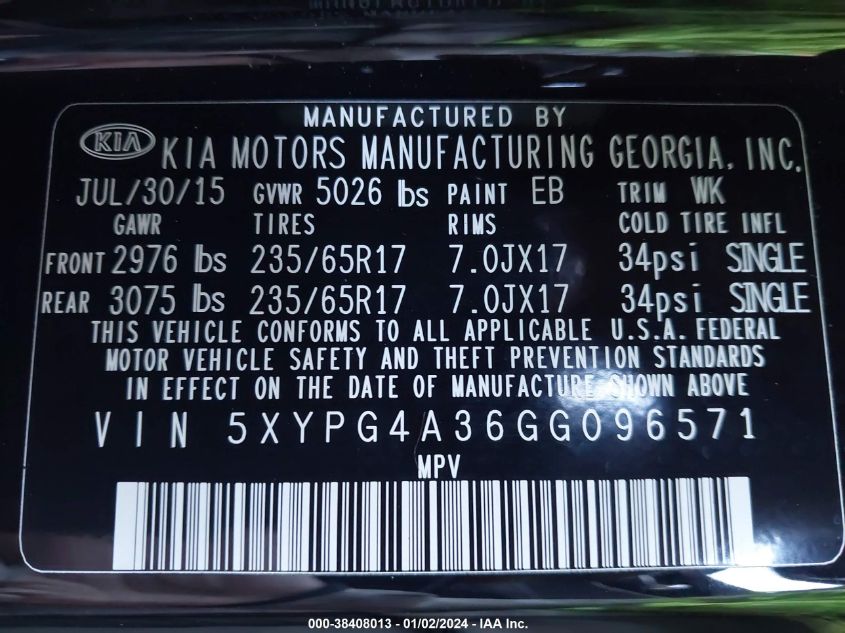 MANUFACTURED BY
KIA KIA MOTORS MANUFACTURING GEORGIA, INC.
JUL/30/15 GVWR 5026 lbs PAINT EB TRIM WK
GAWR TIRES RIMS COLD TIRE INFL
FRONT 2976 lbs 235/65R17 7.0JX17 34psi SINGLE
REAR 3075 lbs 235/65R17 7.0JX17 34psi SINGLE
THIS VEHICLE CONFORMS TO ALL APPLICABLE U.S.A. FEDERAL
MOTOR VEHICLE SAFETY AND THEFT PREVENTION STANDARDS
IN EFFECT ON THE DATE OF MANUFACTURE SHOWN ABOVE
VIN 5XYPG4A36GG096571
MPV
000-38408013 - 01/02/2024 - IAA Inc.